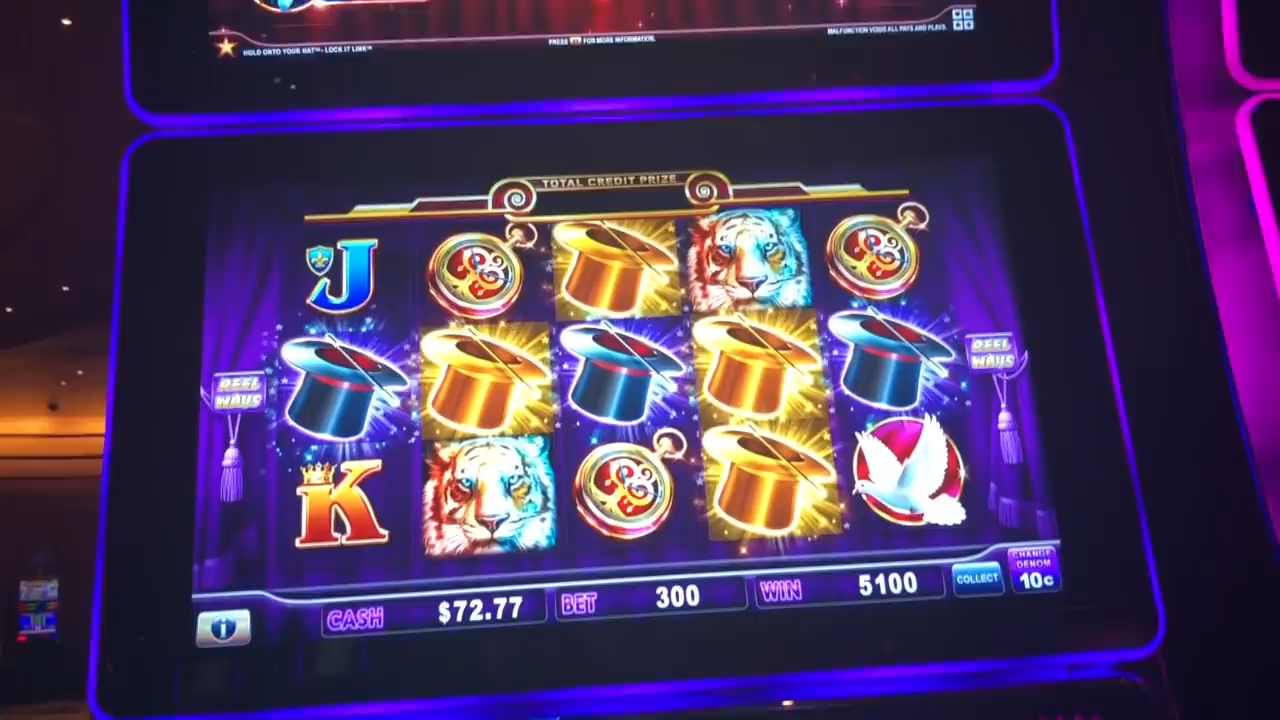 HOLD ONTO YOUR HAT™ - LOCK IT LINK™
PRESS FOR MORE INFORMATION.
MALFUNCTION VOIDS ALL PAYS AND PLAYS.
TOTAL CREDIT PRIZE
J
REEL
WAYS
REEL
WAYS
K
CASH $72.77
BET 300
WIN 5100
COLLECT
CHANGE
DENOM
10¢